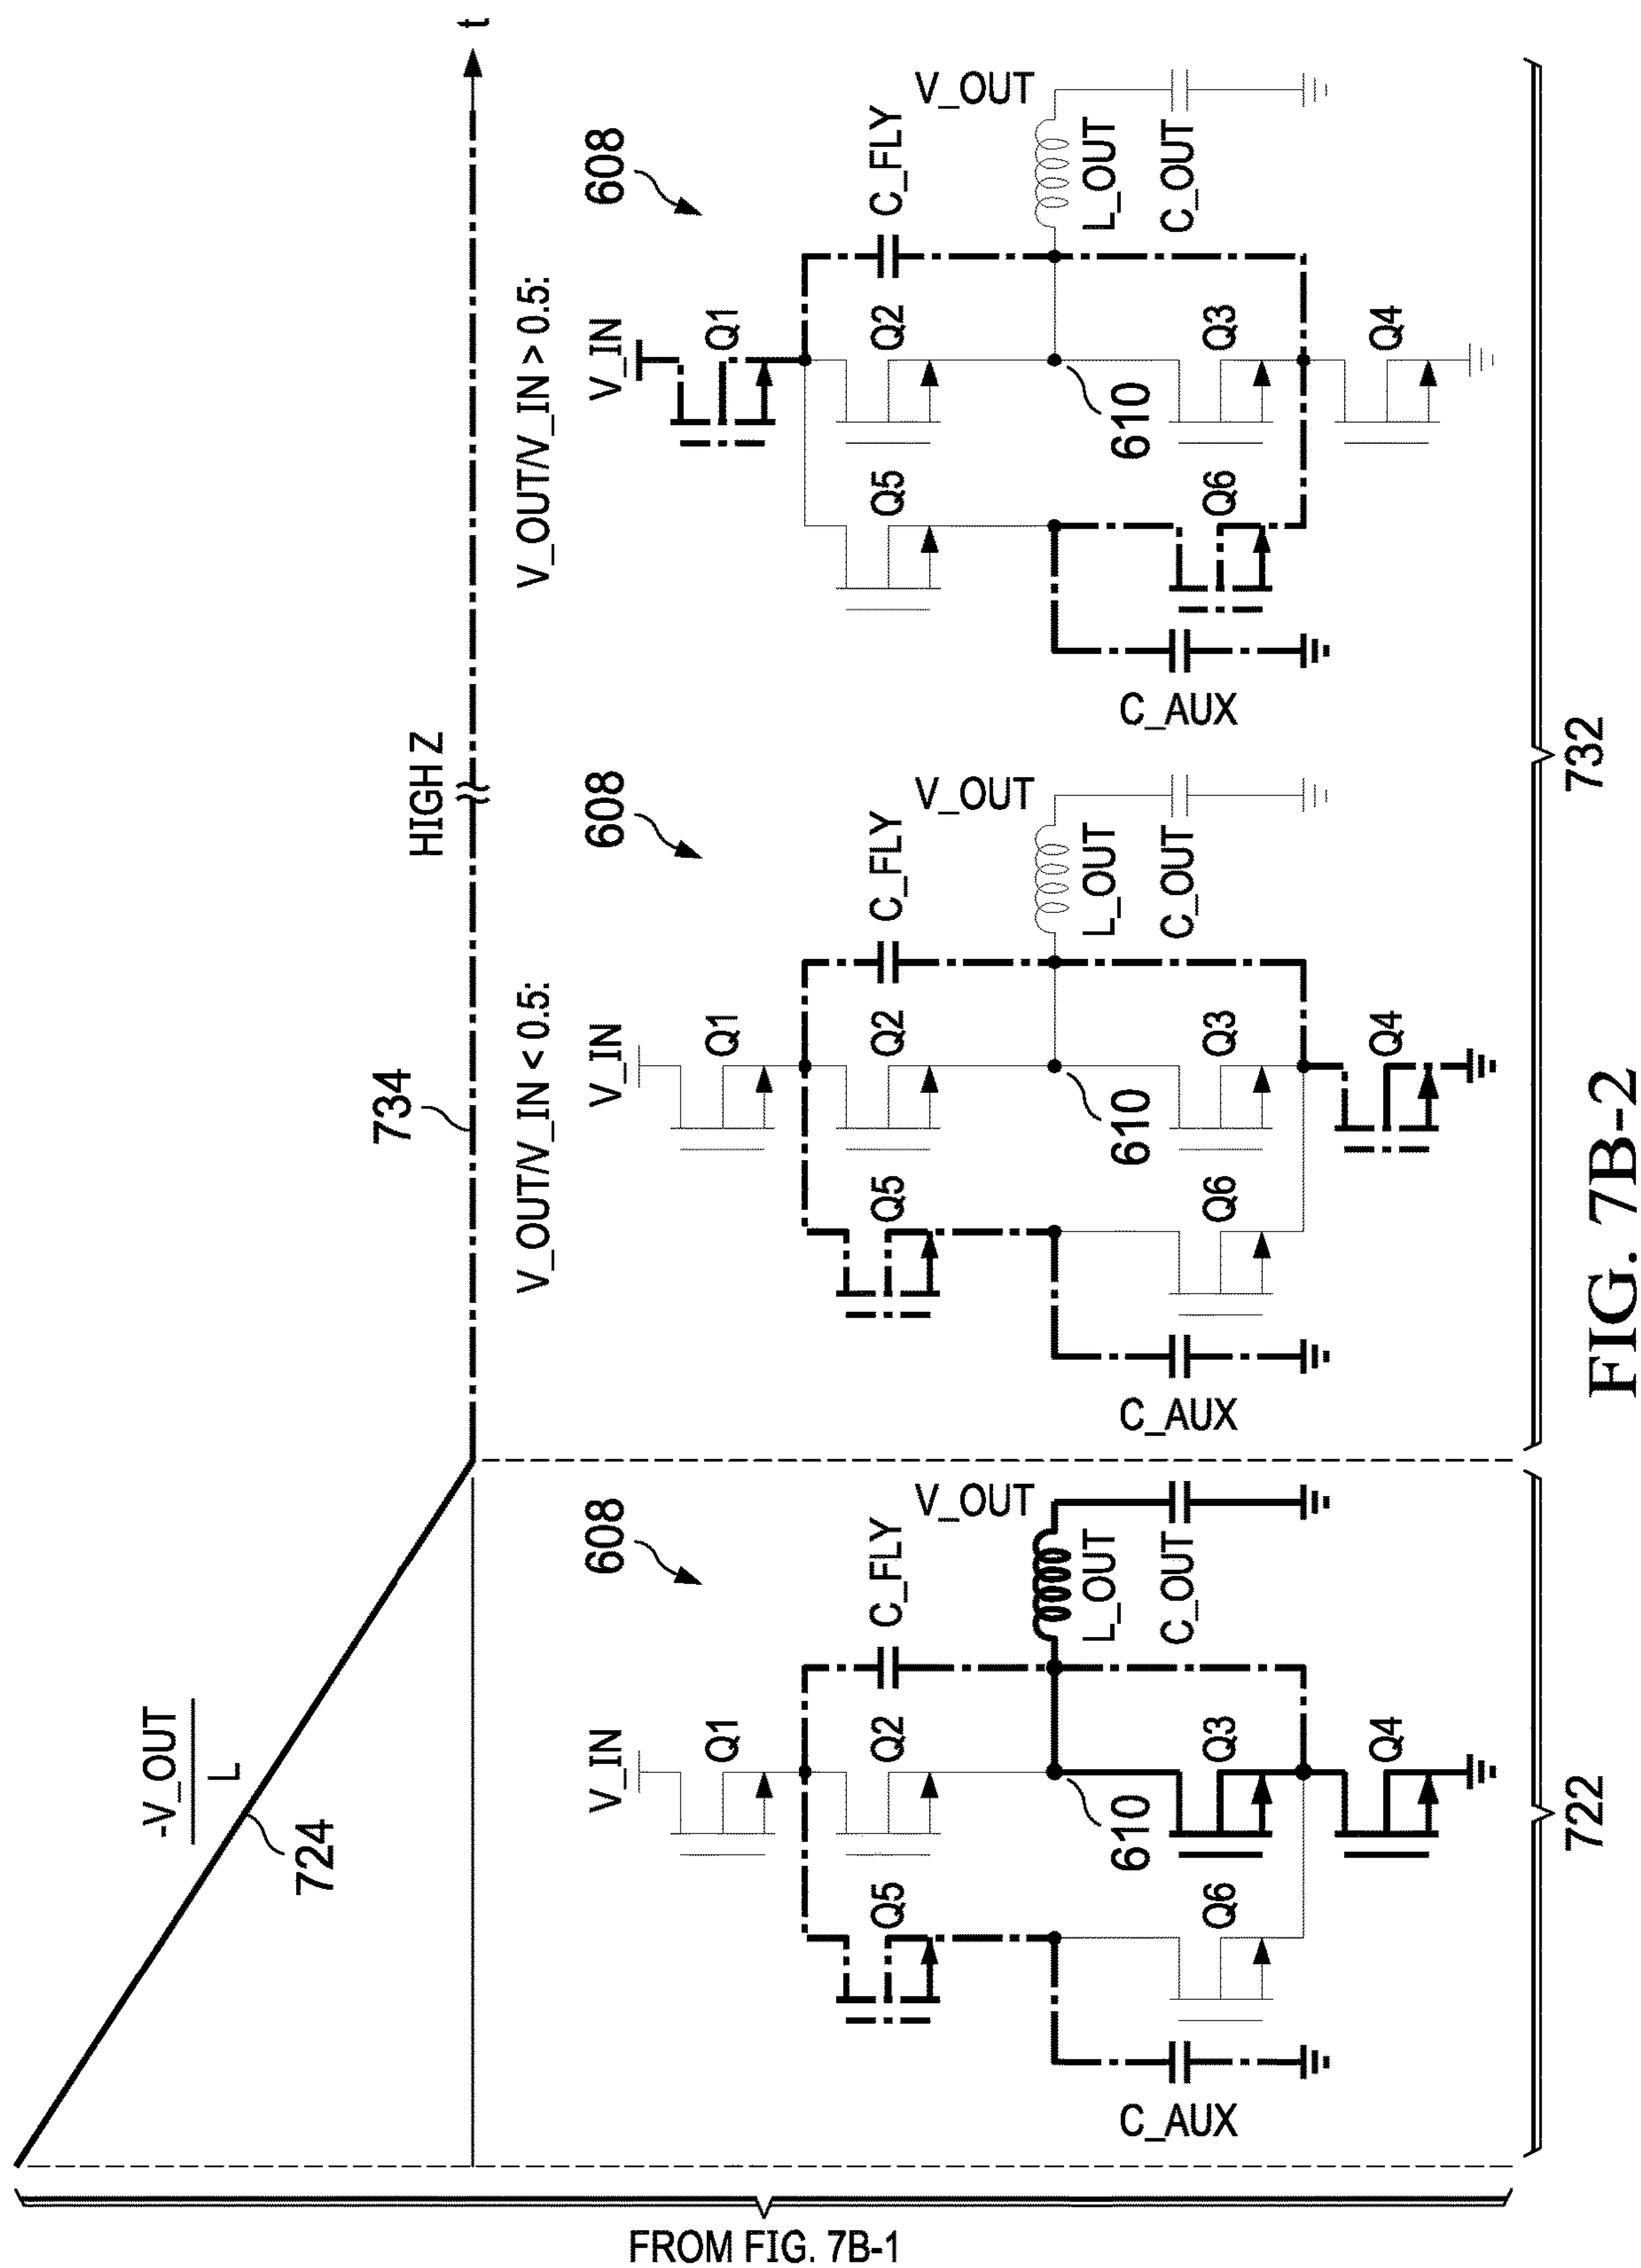 FROM FIG. 7B-1
-V_OUT
L
724
734
HIGH Z
t
608
V_IN
Q1
Q5
Q2
C_FLY
V_OUT
610
L_OUT
C_AUX
Q6
Q3
C_OUT
Q4
722
V_OUT/V_IN < 0.5:
608
V_IN
Q1
Q5
Q2
C_FLY
V_OUT
610
L_OUT
C_AUX
Q6
Q3
C_OUT
Q4
V_OUT/V_IN > 0.5:
608
V_IN
Q1
Q5
Q2
C_FLY
V_OUT
610
L_OUT
C_AUX
Q6
Q3
C_OUT
Q4
732
FIG. 7B-2